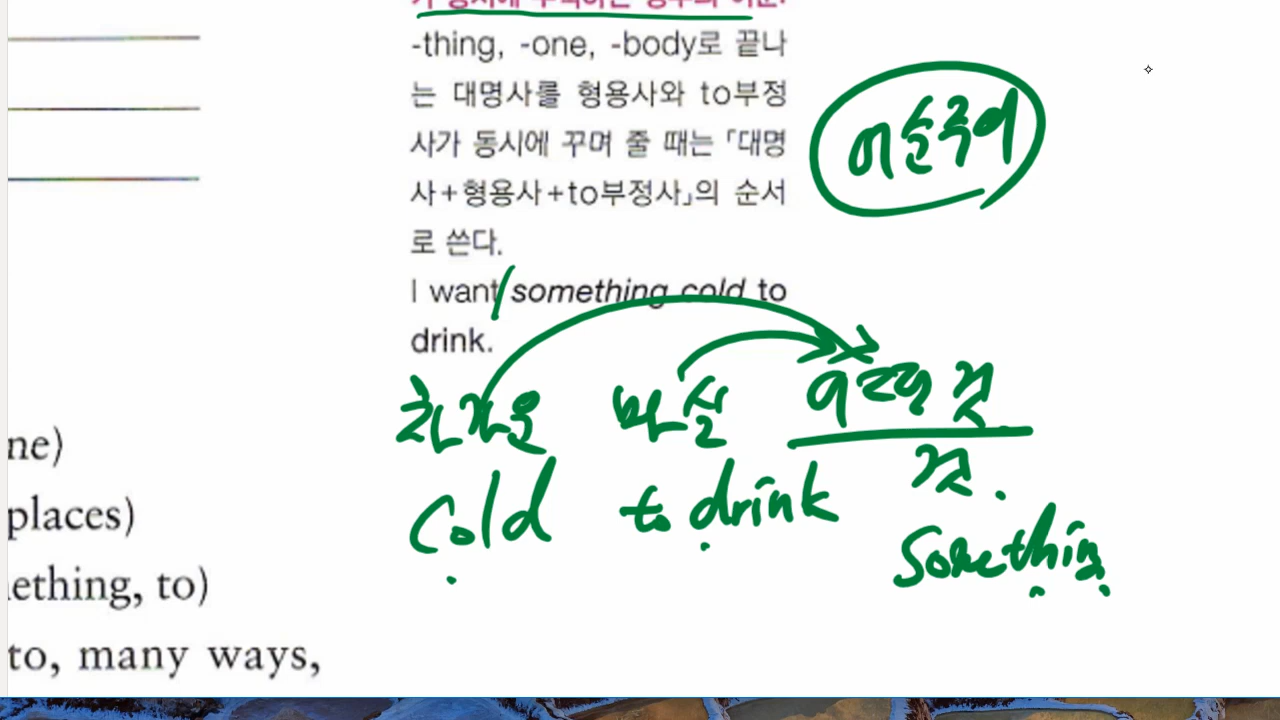 -thing, -one, -body로 끝나
는 대명사를 형용사와 to부정
사가 동시에 꾸며 줄 때는 「대명
사+형용사+to부정사」의 순서
로 쓴다.
I want something cold to
drink.
어순주의
차가운 마실 어떤 것
것.
cold to drink
something
ne)
places)
ething, to)
to, many ways,